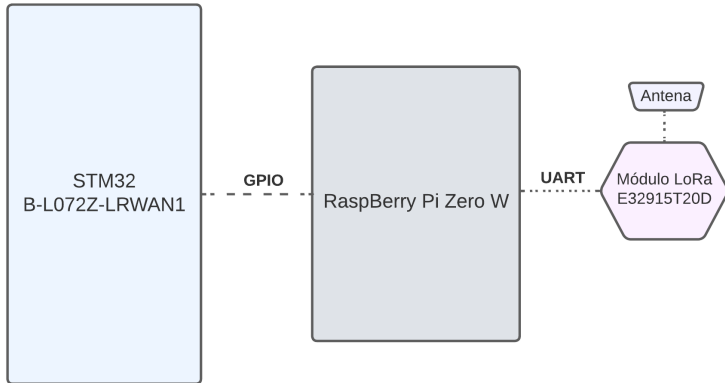 STM32
B-L072Z-LRWAN1
GPIO
RaspBerry Pi Zero W
UART
Antena
Módulo LoRa
E32915T20D